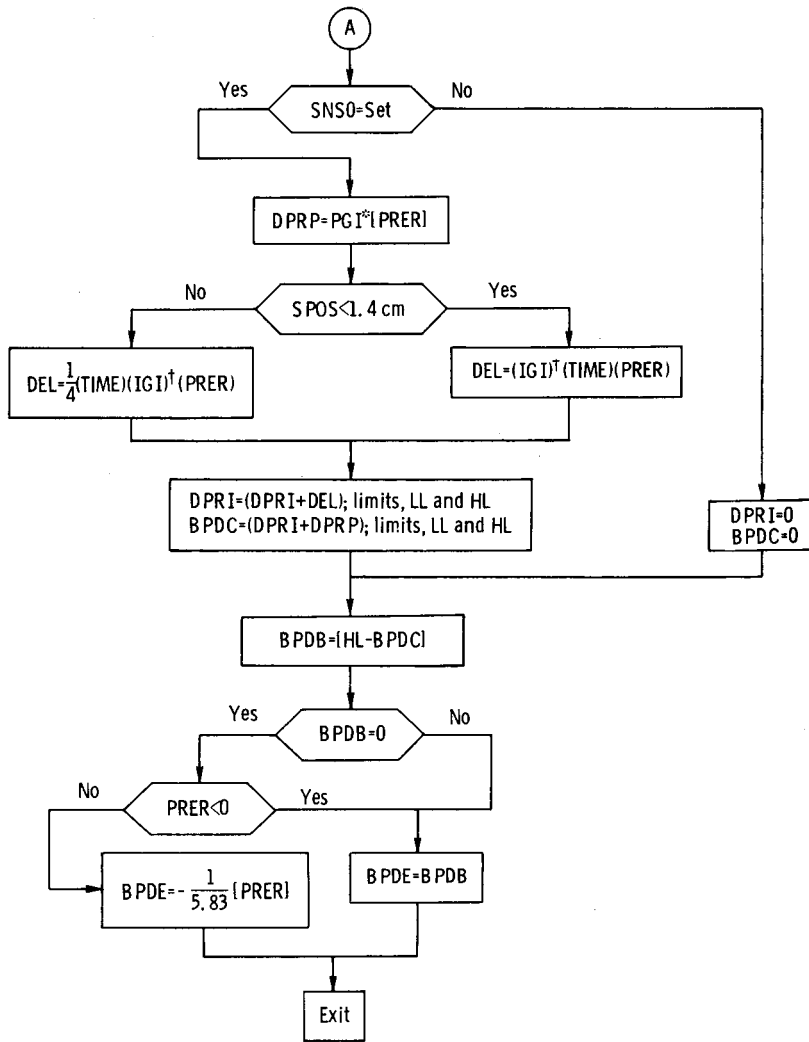 A
Yes
No
SNSO=Set
DPRP=PGI*[PRER]
No
Yes
SPOS<1.4 cm
DEL=1/4(TIME)(IGI)†(PRER)
DEL=(IGI)†(TIME)(PRER)
DPRI=(DPRI+DEL); limits, LL and HL
BPDC=(DPRI+DPRP); limits, LL and HL
DPRI=0
BPDC=0
BPDB=[HL-BPDC]
Yes
No
BPDB=0
No
Yes
PRER<0
BPDE=-1/5.83[PRER]
BPDE=BPDB
Exit